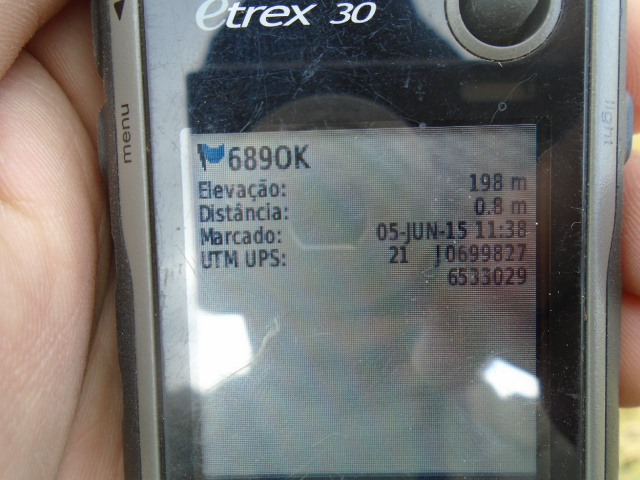 etrex 30
menu
light
689OK
Elevação: 198 m
Distância: 0.8 m
Marcado: 05-JUN-15 11:38
UTM UPS: 21 J 0699827
6533029